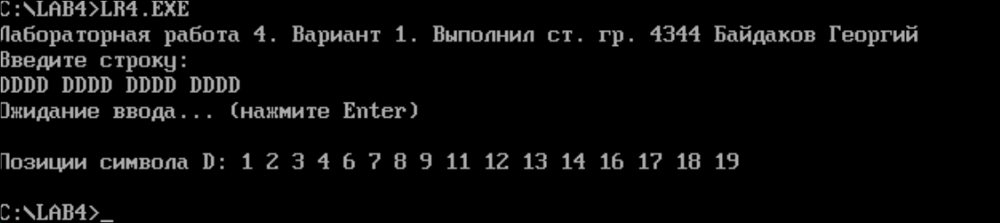 C:\LAB4>LR4.EXE
Лабораторная работа 4. Вариант 1. Выполнил ст. гр. 4344 Байдаков Георгий
Введите строку:
DDDD DDDD DDDD DDDD
Ожидание ввода... (нажмите Enter)
Позиции символа D: 1 2 3 4 6 7 8 9 11 12 13 14 16 17 18 19
C:\LAB4>_